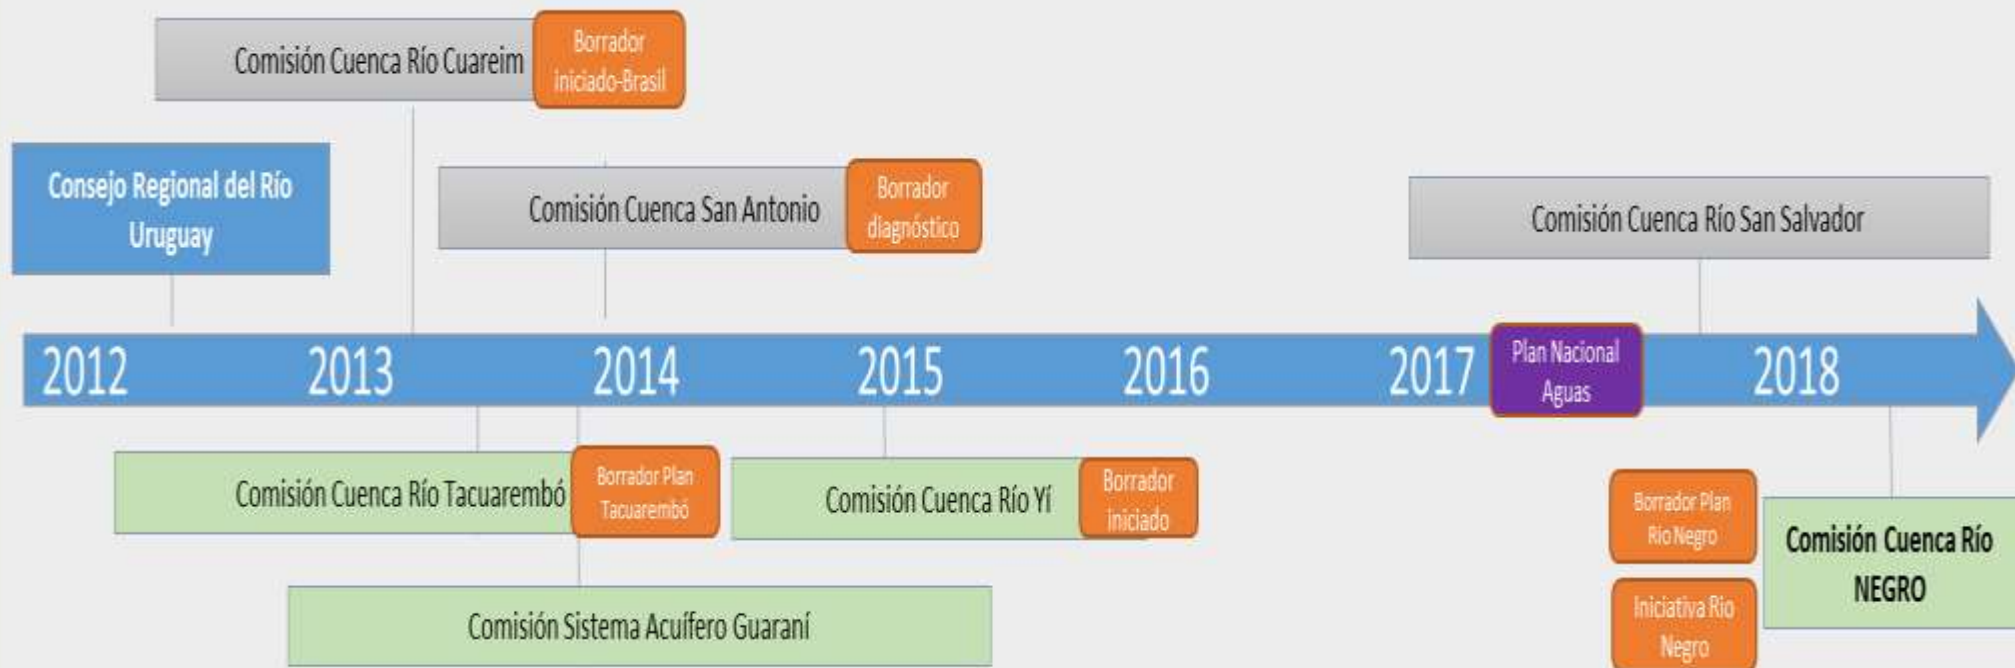 Comisión Cuenca Río Cuareim
Borrador
iniciado-Brasil
Consejo Regional del Río
Uruguay
Comisión Cuenca San Antonio
Borrador
diagnóstico
Comisión Cuenca Río San Salvador
2012
2013
2014
2015
2016
2017
Plan Nacional
Aguas
2018
Comisión Cuenca Río Tacuarembó
Borrador Plan
Tacuarembó
Comisión Cuenca Río Yí
Borrador
iniciado
Borrador Plan
Rio Negro
Comisión Cuenca Río
NEGRO
Comisión Sistema Acuífero Guaraní
Iniciativa Rio
Negro